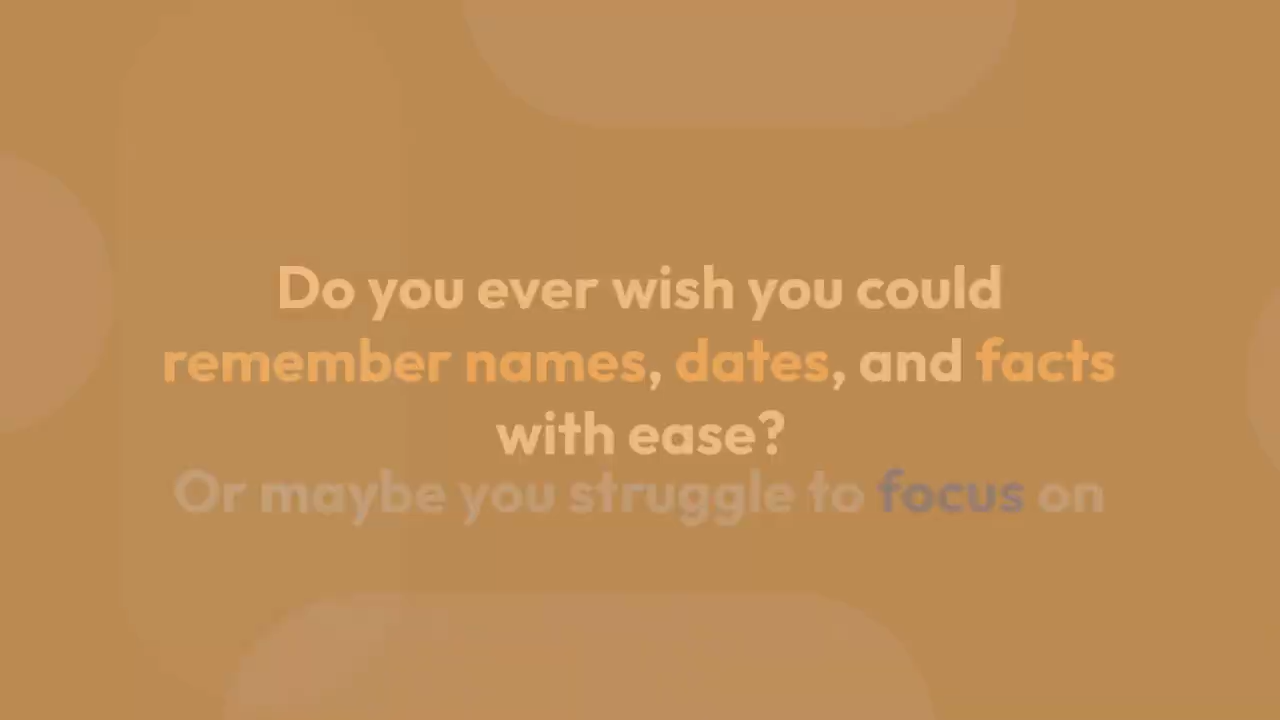 Do you ever wish you could
remember names, dates, and facts
with ease?
Or maybe you struggle to focus on